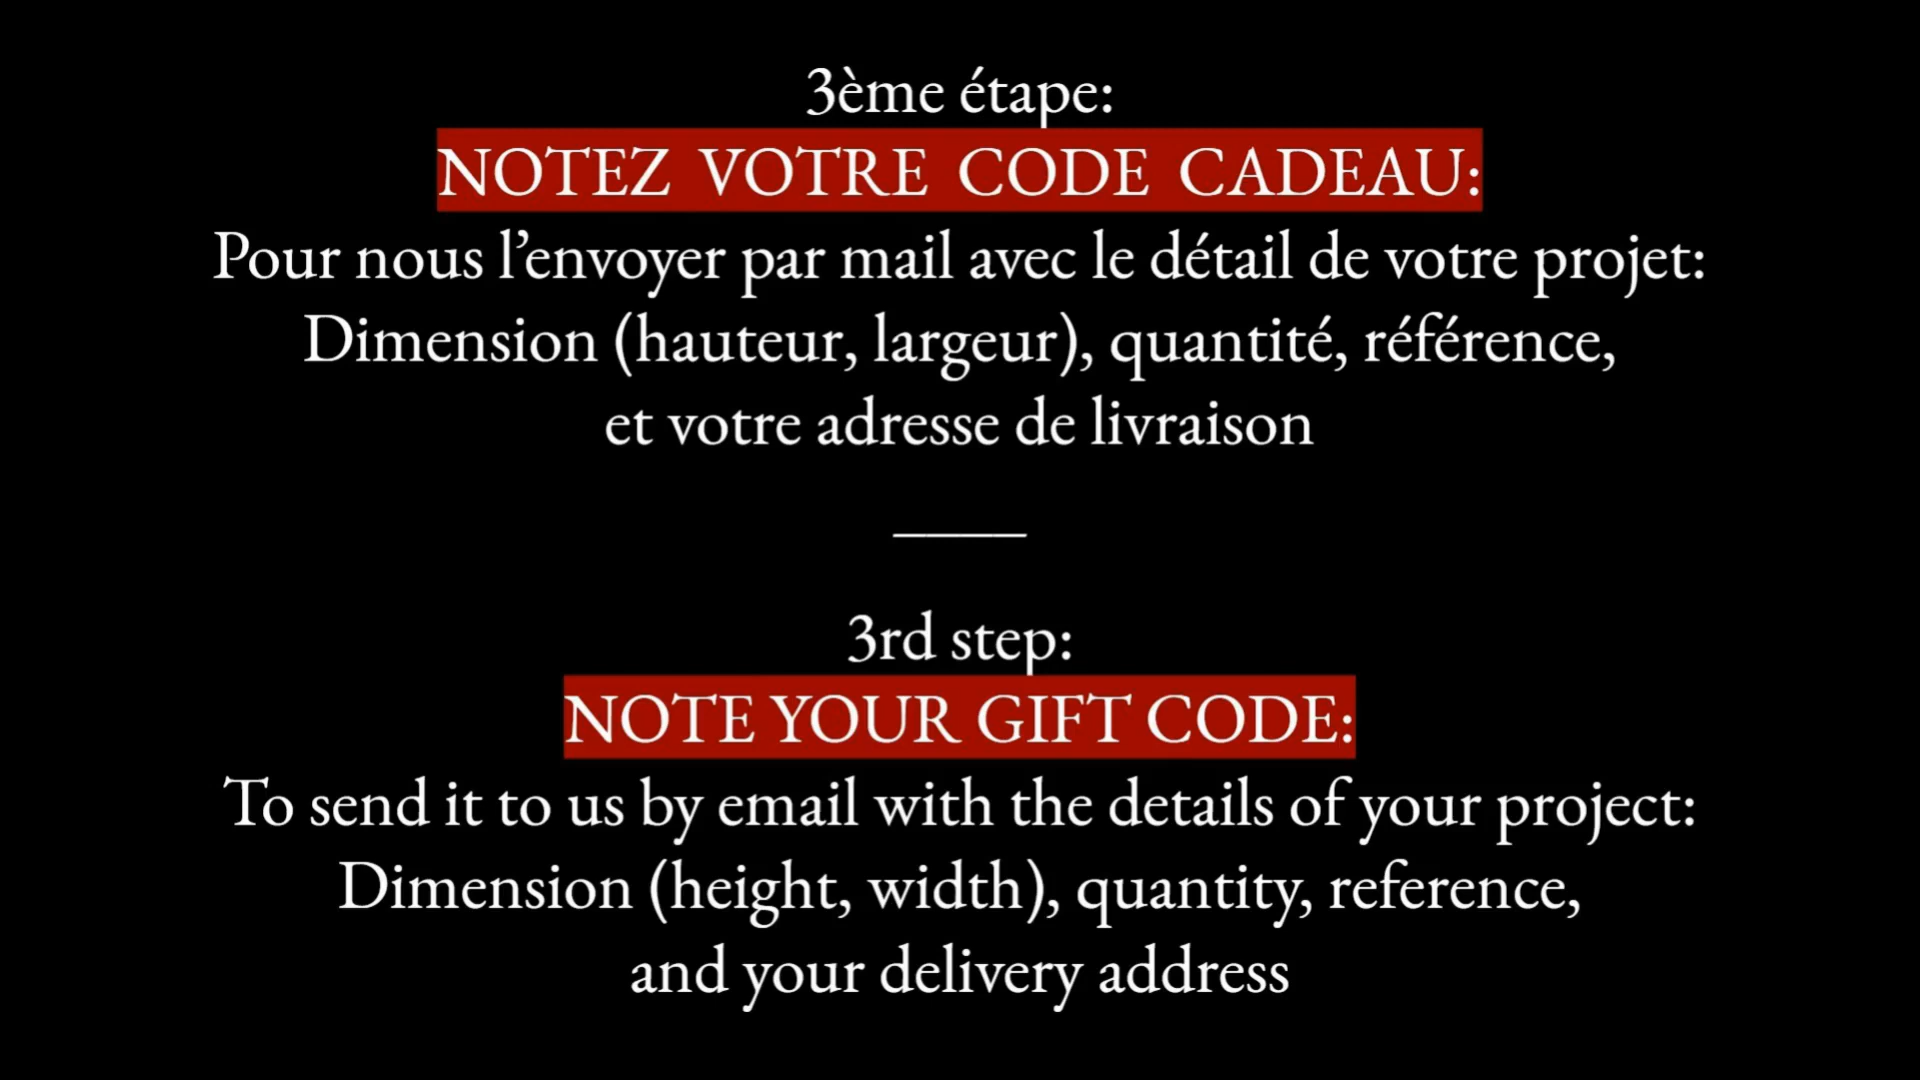 3ème étape:
NOTEZ VOTRE CODE CADEAU:
Pour nous l’envoyer par mail avec le détail de votre projet:
Dimension (hauteur, largeur), quantité, référence,
et votre adresse de livraison
____
3rd step:
NOTE YOUR GIFT CODE:
To send it to us by email with the details of your project:
Dimension (height, width), quantity, reference,
and your delivery address